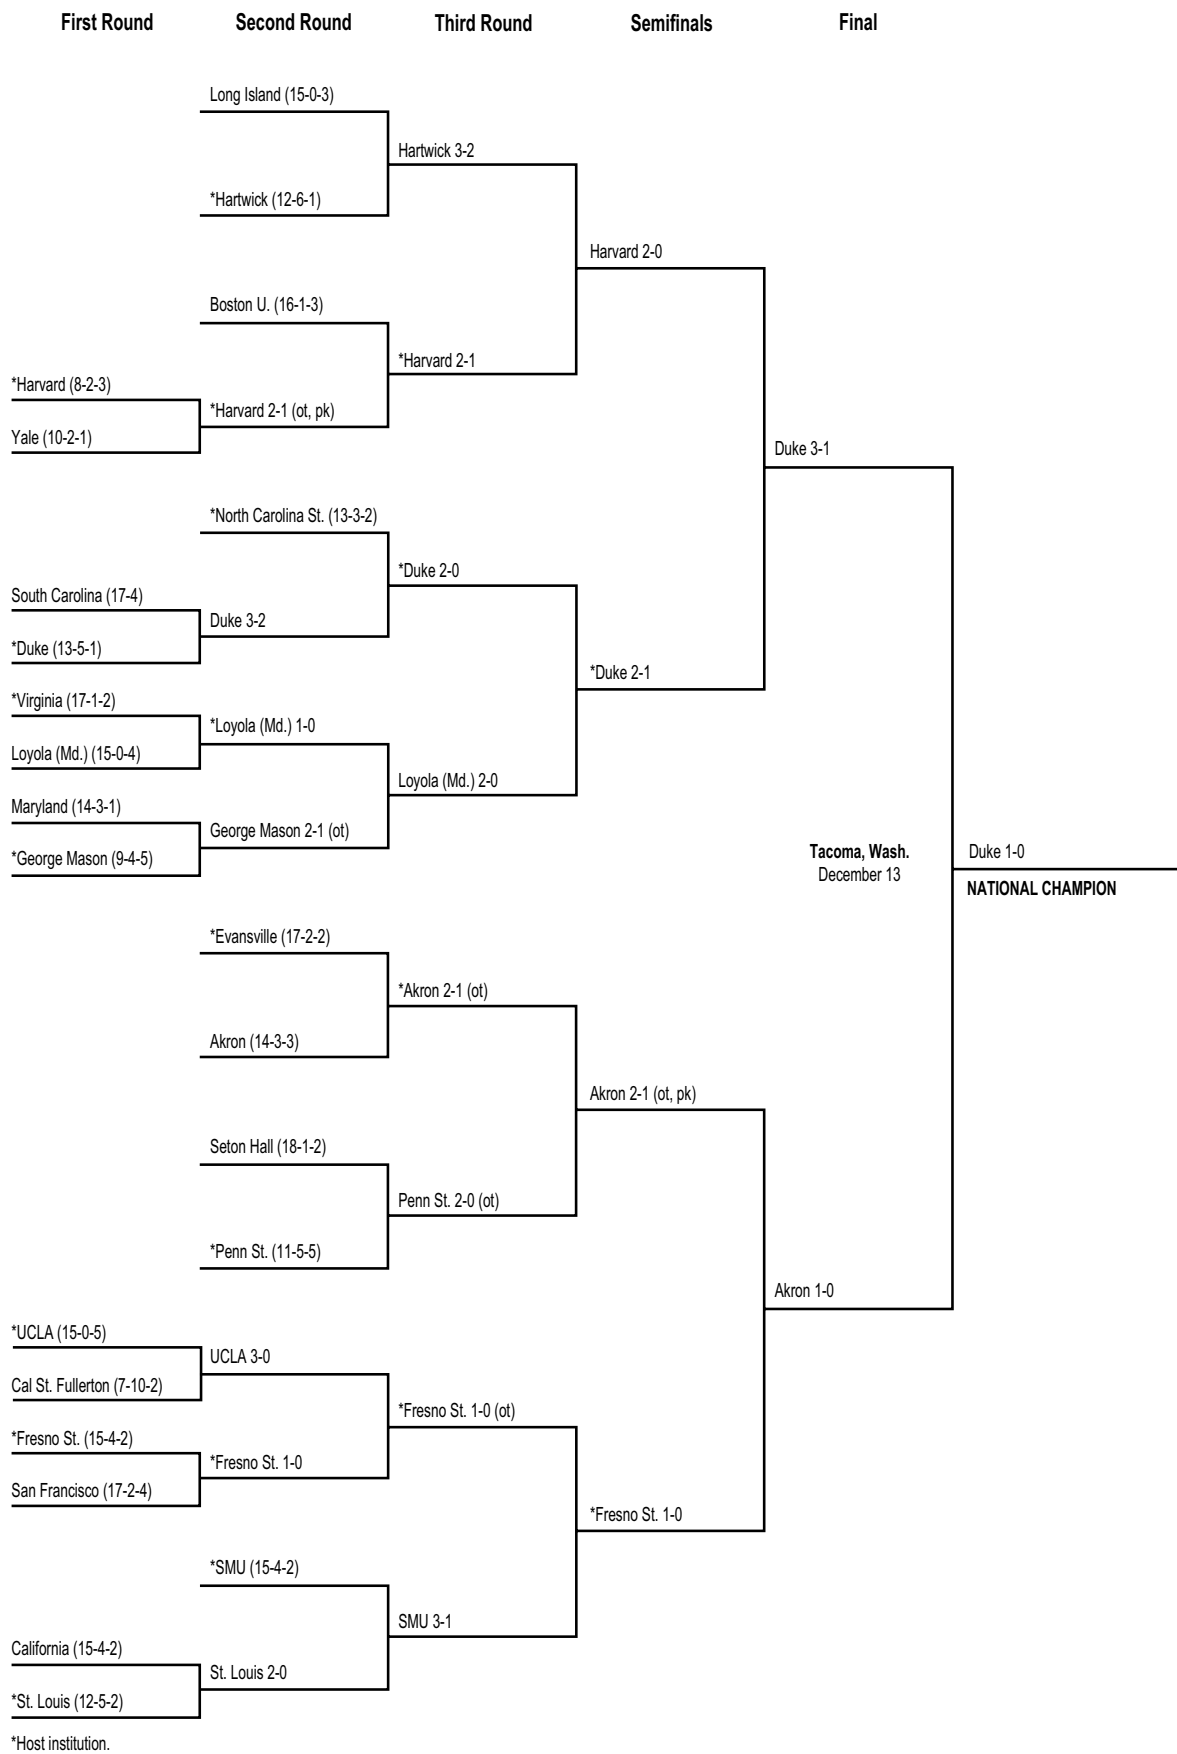 First Round
Second Round
Third Round
Semifinals
Final
Long Island (15-0-3)
Hartwick 3-2
*Hartwick (12-6-1)
Harvard 2-0
Boston U. (16-1-3)
*Harvard 2-1
*Harvard (8-2-3)
*Harvard 2-1 (ot, pk)
Yale (10-2-1)
Duke 3-1
*North Carolina St. (13-3-2)
*Duke 2-0
South Carolina (17-4)
Duke 3-2
*Duke (13-5-1)
*Duke 2-1
*Virginia (17-1-2)
*Loyola (Md.) 1-0
Loyola (Md.) (15-0-4)
Loyola (Md.) 2-0
Maryland (14-3-1)
George Mason 2-1 (ot)
*George Mason (9-4-5)
Tacoma, Wash.
December 13
Duke 1-0
NATIONAL CHAMPION
*Evansville (17-2-2)
*Akron 2-1 (ot)
Akron (14-3-3)
Akron 2-1 (ot, pk)
Seton Hall (18-1-2)
Penn St. 2-0 (ot)
*Penn St. (11-5-5)
Akron 1-0
*UCLA (15-0-5)
UCLA 3-0
Cal St. Fullerton (7-10-2)
*Fresno St. 1-0 (ot)
*Fresno St. (15-4-2)
*Fresno St. 1-0
San Francisco (17-2-4)
*Fresno St. 1-0
*SMU (15-4-2)
SMU 3-1
California (15-4-2)
St. Louis 2-0
*St. Louis (12-5-2)
*Host institution.